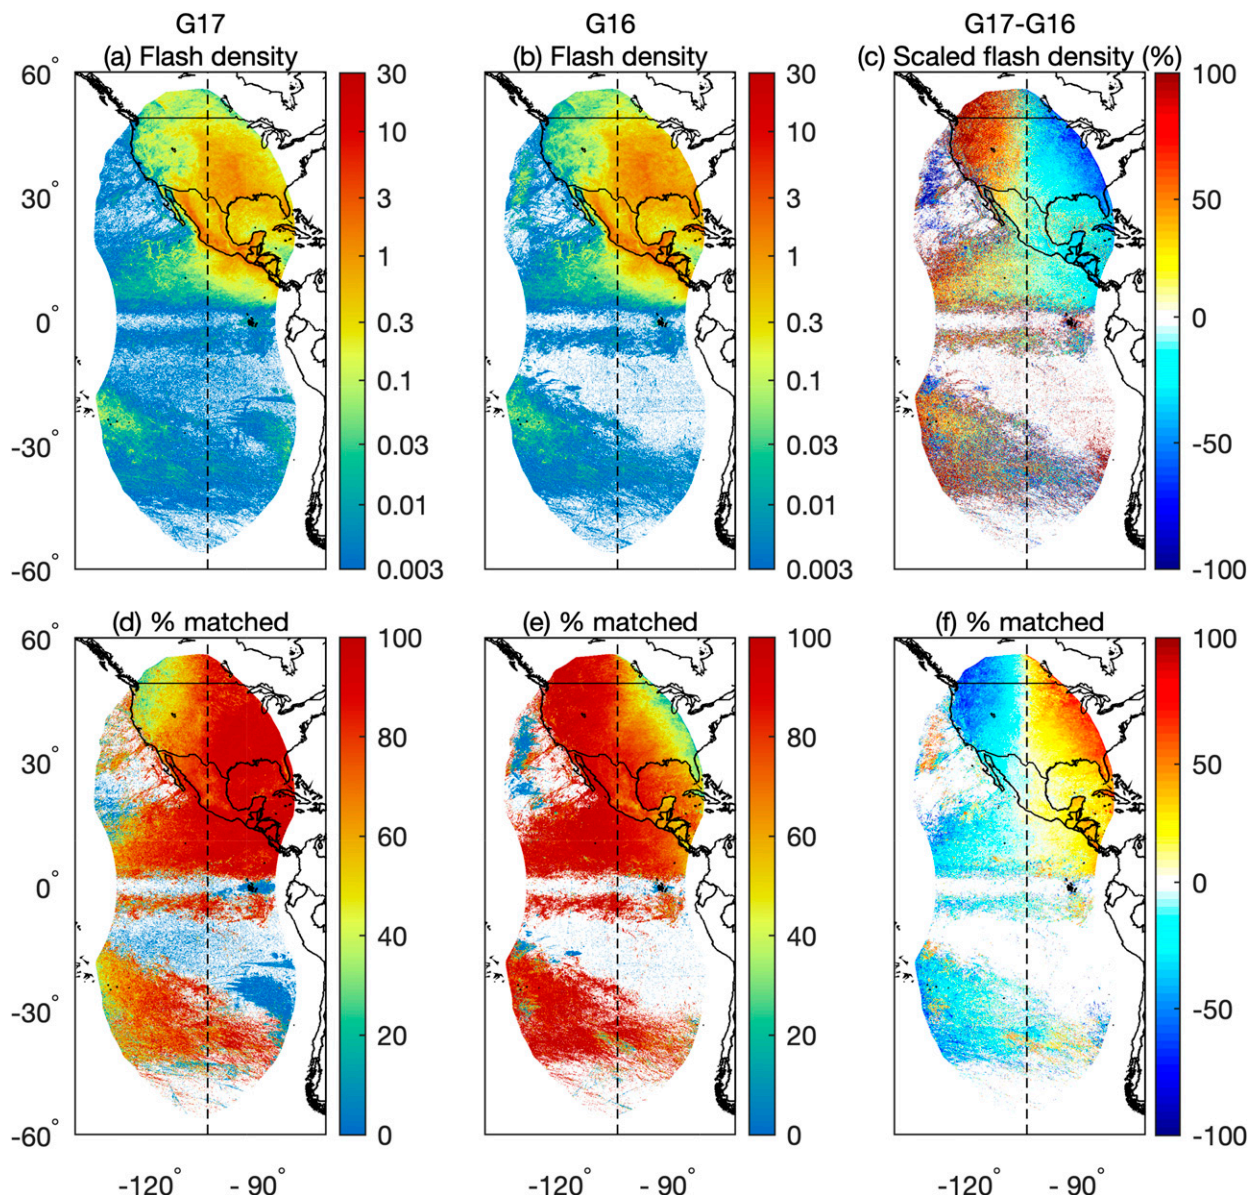 G17 G16 G17-G16
(a) Flash density (b) Flash density (c) Scaled flash density (%)
60° 30 30 100
10 10
30° 3 3 50
1 1
0° 0.3 0.3 0
0.1 0.1
-30° 0.03 0.03 -50
0.01 0.01
-60° 0.003 0.003 -100
(d) % matched (e) % matched (f) % matched
60° 100 100 100
80 80
30° 50
60 60
0° 0
40 40
-30° -50
20 20
-60° 0 0 -100
-120° - 90° -120° - 90° -120° - 90°